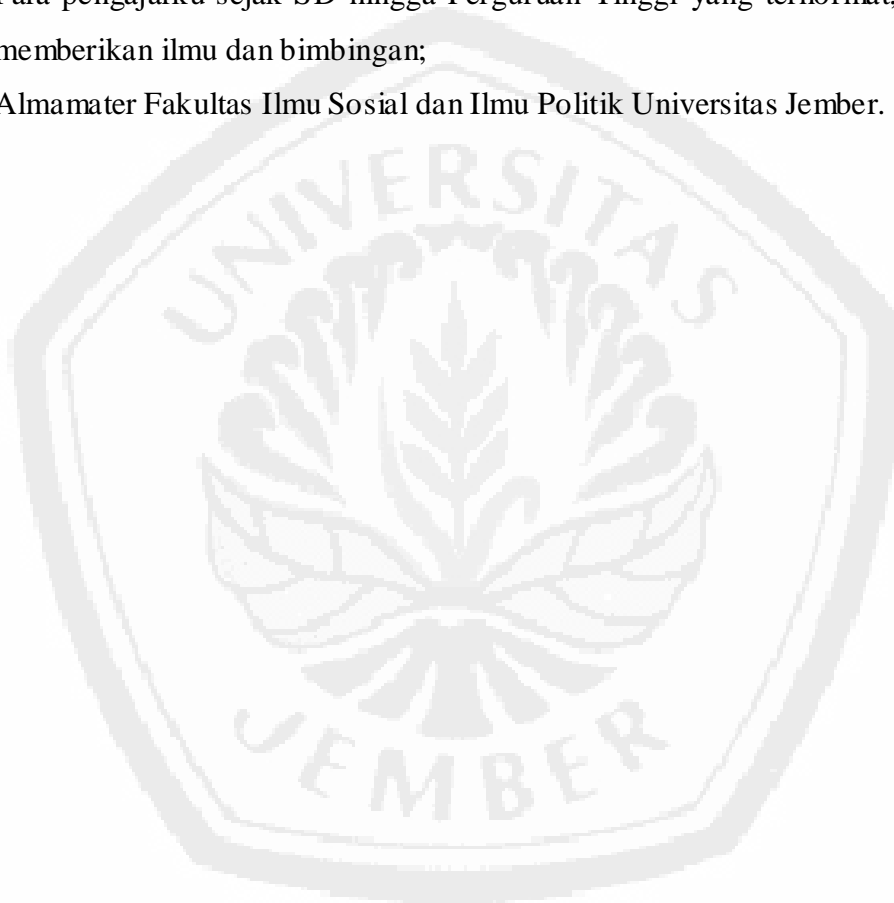 Para pengajarku sejak SD hingga Perguruan Tinggi yang terhormat,
memberikan ilmu dan bimbingan;
Almamater Fakultas Ilmu Sosial dan Ilmu Politik Universitas Jember.
UNIVERSITAS
JEMBER